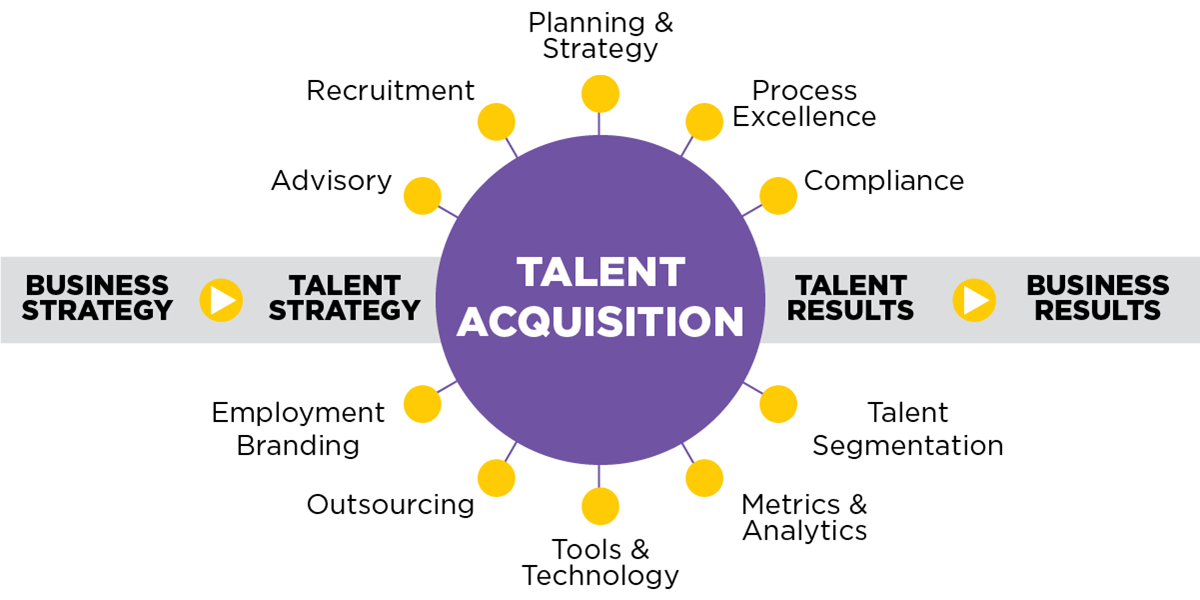 Planning &
Strategy
Recruitment
Process
Excellence
Advisory
Compliance
BUSINESS
STRATEGY
TALENT
STRATEGY
TALENT
ACQUISITION
TALENT
RESULTS
BUSINESS
RESULTS
Employment
Branding
Talent
Segmentation
Outsourcing
Metrics &
Analytics
Tools &
Technology